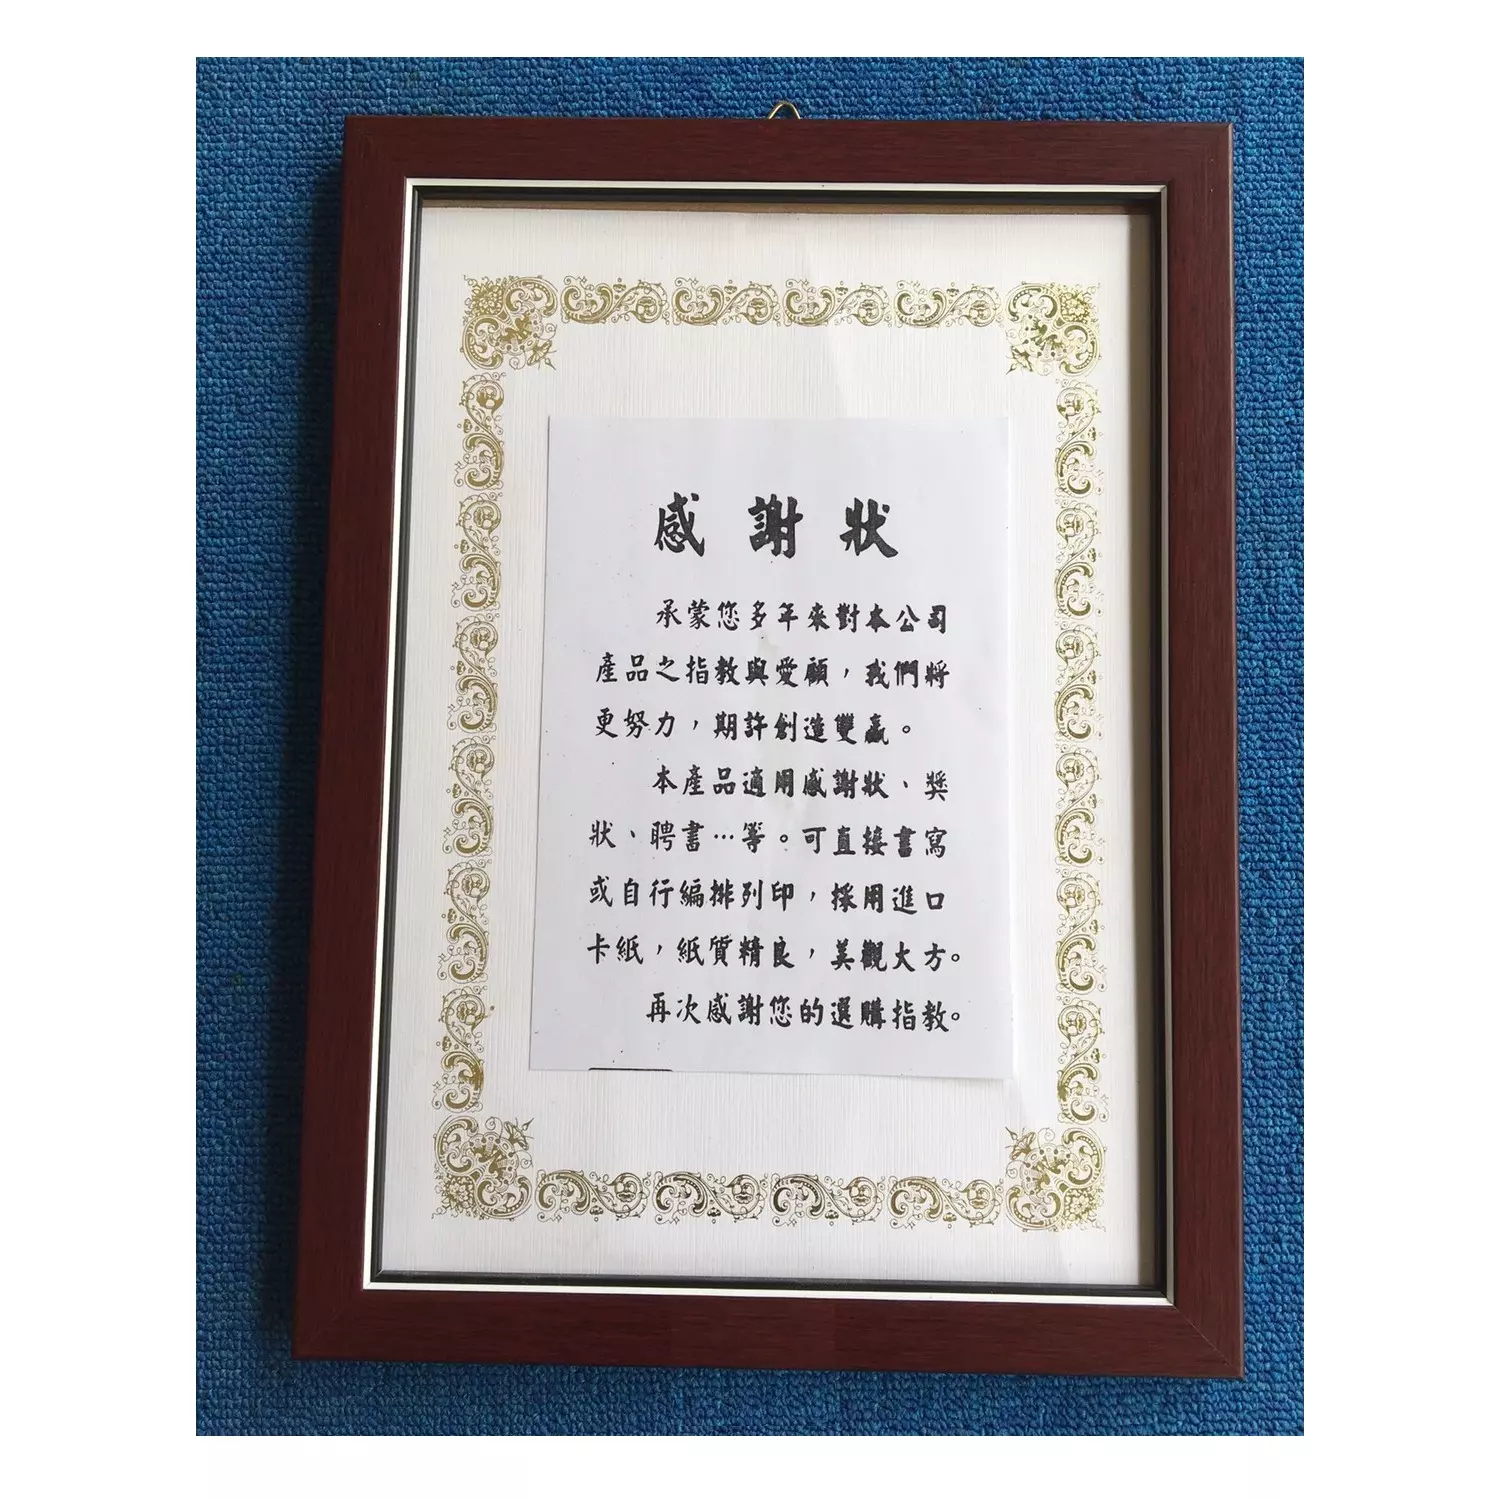 感謝狀
承蒙您多年來對本公司
產品之指教與愛顧，我們將
更努力，期許創造雙贏。
本產品適用感謝狀、獎
狀、聘書…等。可直接書寫
或自行編排列印，採用進口
卡紙，紙質精良，美觀大方。
再次感謝您的選購指教。